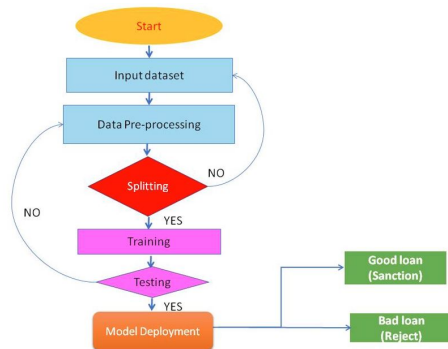 Start
Input dataset
Data Pre-processing
Splitting
NO
YES
NO
Training
Testing
YES
Model Deployment
Good loan
(Sanction)
Bad loan
(Reject)